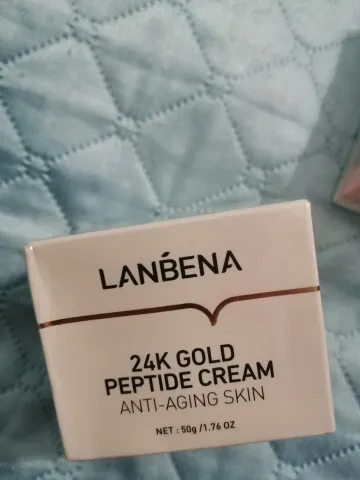 LANBENA
24K GOLD
PEPTIDE CREAM
ANTI-AGING SKIN
NET : 50g /1.76 OZ